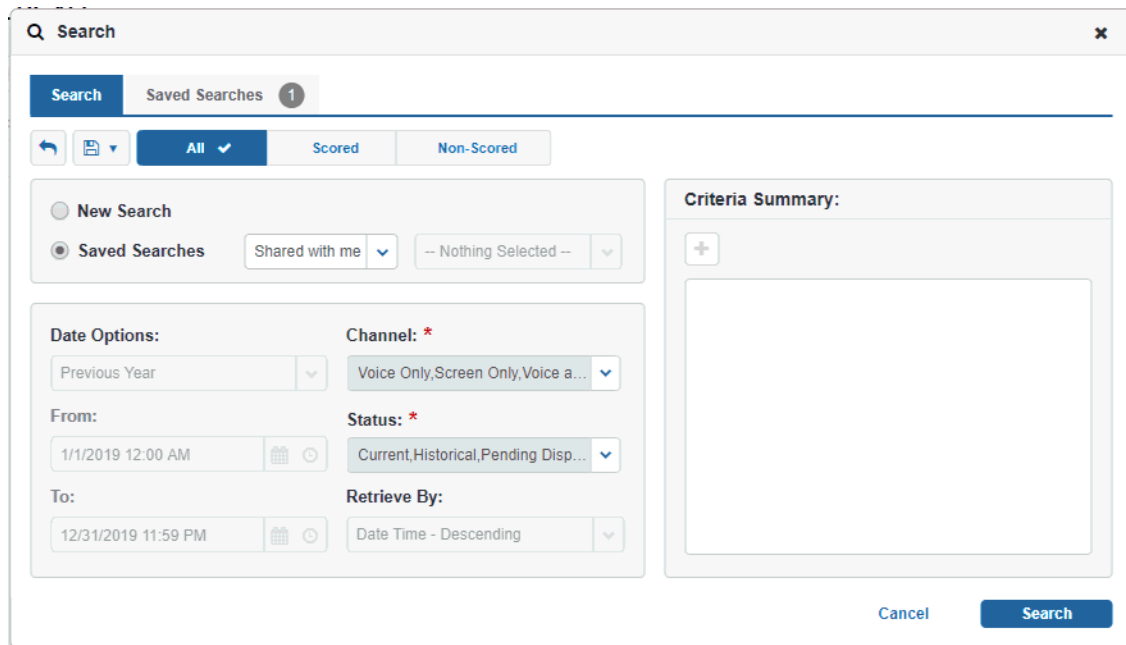 Search
Search
Saved Searches 1
All
Scored
Non-Scored
New Search
Saved Searches
Shared with me
-- Nothing Selected --
Criteria Summary:
Date Options:
Channel: *
Previous Year
Voice Only,Screen Only,Voice a...
From:
Status: *
1/1/2019 12:00 AM
Current,Historical,Pending Disp...
To:
Retrieve By:
12/31/2019 11:59 PM
Date Time - Descending
Cancel
Search